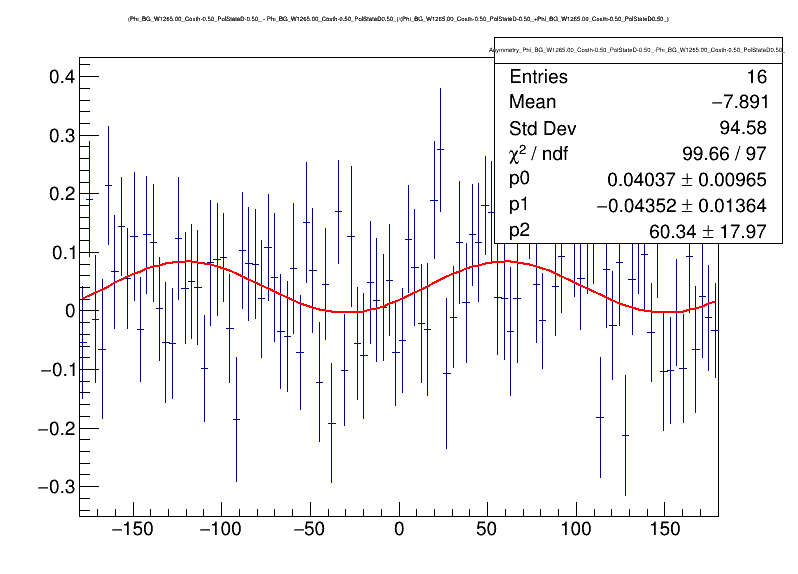 (Phi_BG_W1265.00_Costh-0.50_PolStateD-0.50_- Phi_BG_W1265.00_Costh-0.50_PolStateD0.50_)/(Phi_BG_W1265.00_Costh-0.50_PolStateD-0.50_+Phi_BG_W1265.00_Costh-0.50_PolStateD0.50_)
Asymmetry_Phi_BG_W1265.00_Costh-0.50_PolStateD-0.50_-Phi_BG_W1265.00_Costh-0.50_PolStateD0.50_
Entries 16
Mean −7.891
Std Dev 94.58
χ² / ndf 99.66 / 97
p0 0.04037 ± 0.00965
p1 −0.04352 ± 0.01364
p2 60.34 ± 17.97
0.4
0.3
0.2
0.1
0
−0.1
−0.2
−0.3
−150 −100 −50 0 50 100 150